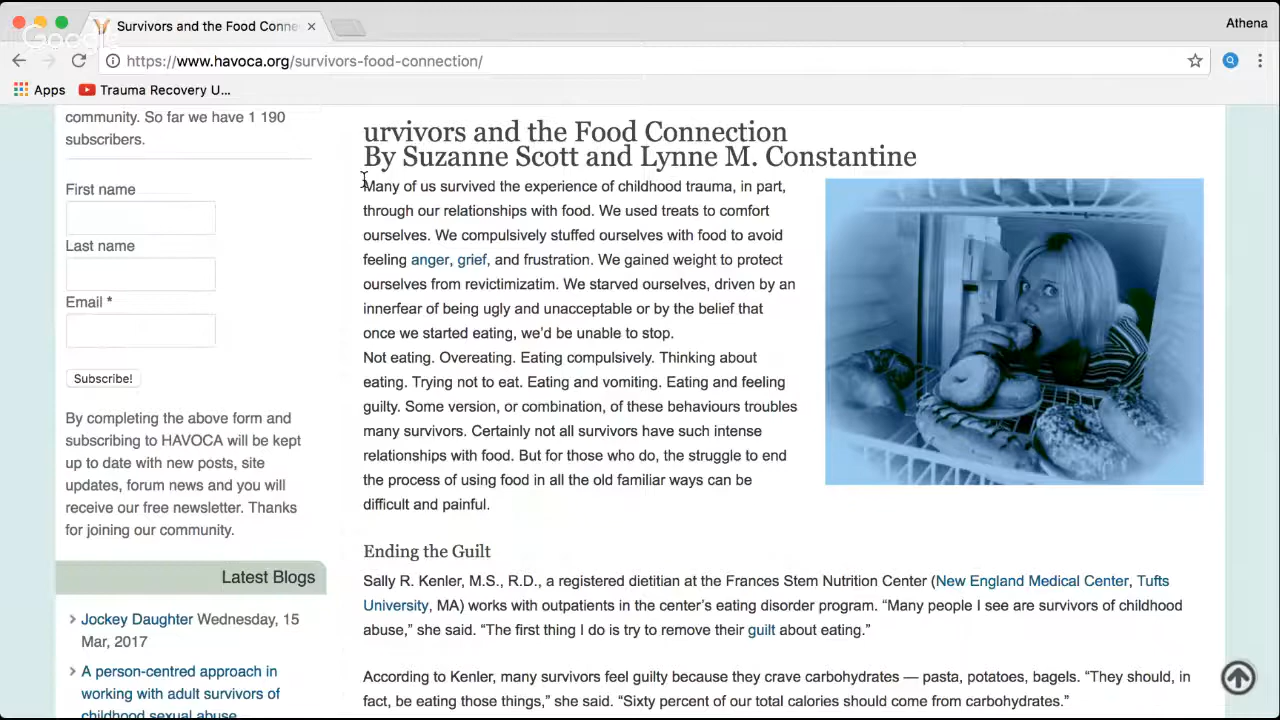 Survivors and the Food Conne
Athena
Google
https://www.havoca.org/survivors-food-connection/
Apps
Trauma Recovery U...
community. So far we have 1 190
subscribers.
First name
Last name
Email *
Subscribe!
By completing the above form and
subscribing to HAVOCA will be kept
up to date with new posts, site
updates, forum news and you will
receive our free newsletter. Thanks
for joining our community.
Latest Blogs
Jockey Daughter Wednesday, 15
Mar, 2017
A person-centred approach in
working with adult survivors of
childhood sexual abuse
urvivors and the Food Connection
By Suzanne Scott and Lynne M. Constantine
Many of us survived the experience of childhood trauma, in part,
through our relationships with food. We used treats to comfort
ourselves. We compulsively stuffed ourselves with food to avoid
feeling anger, grief, and frustration. We gained weight to protect
ourselves from revictimizatim. We starved ourselves, driven by an
innerfear of being ugly and unacceptable or by the belief that
once we started eating, we'd be unable to stop.
Not eating. Overeating. Eating compulsively. Thinking about
eating. Trying not to eat. Eating and vomiting. Eating and feeling
guilty. Some version, or combination, of these behaviours troubles
many survivors. Certainly not all survivors have such intense
relationships with food. But for those who do, the struggle to end
the process of using food in all the old familiar ways can be
difficult and painful.
Ending the Guilt
Sally R. Kenler, M.S., R.D., a registered dietitian at the Frances Stem Nutrition Center (New England Medical Center, Tufts
University, MA) works with outpatients in the center's eating disorder program. “Many people I see are survivors of childhood
abuse,” she said. “The first thing I do is try to remove their guilt about eating.”
According to Kenler, many survivors feel guilty because they crave carbohydrates — pasta, potatoes, bagels. “They should, in
fact, be eating those things,” she said. “Sixty percent of our total calories should come from carbohydrates.”